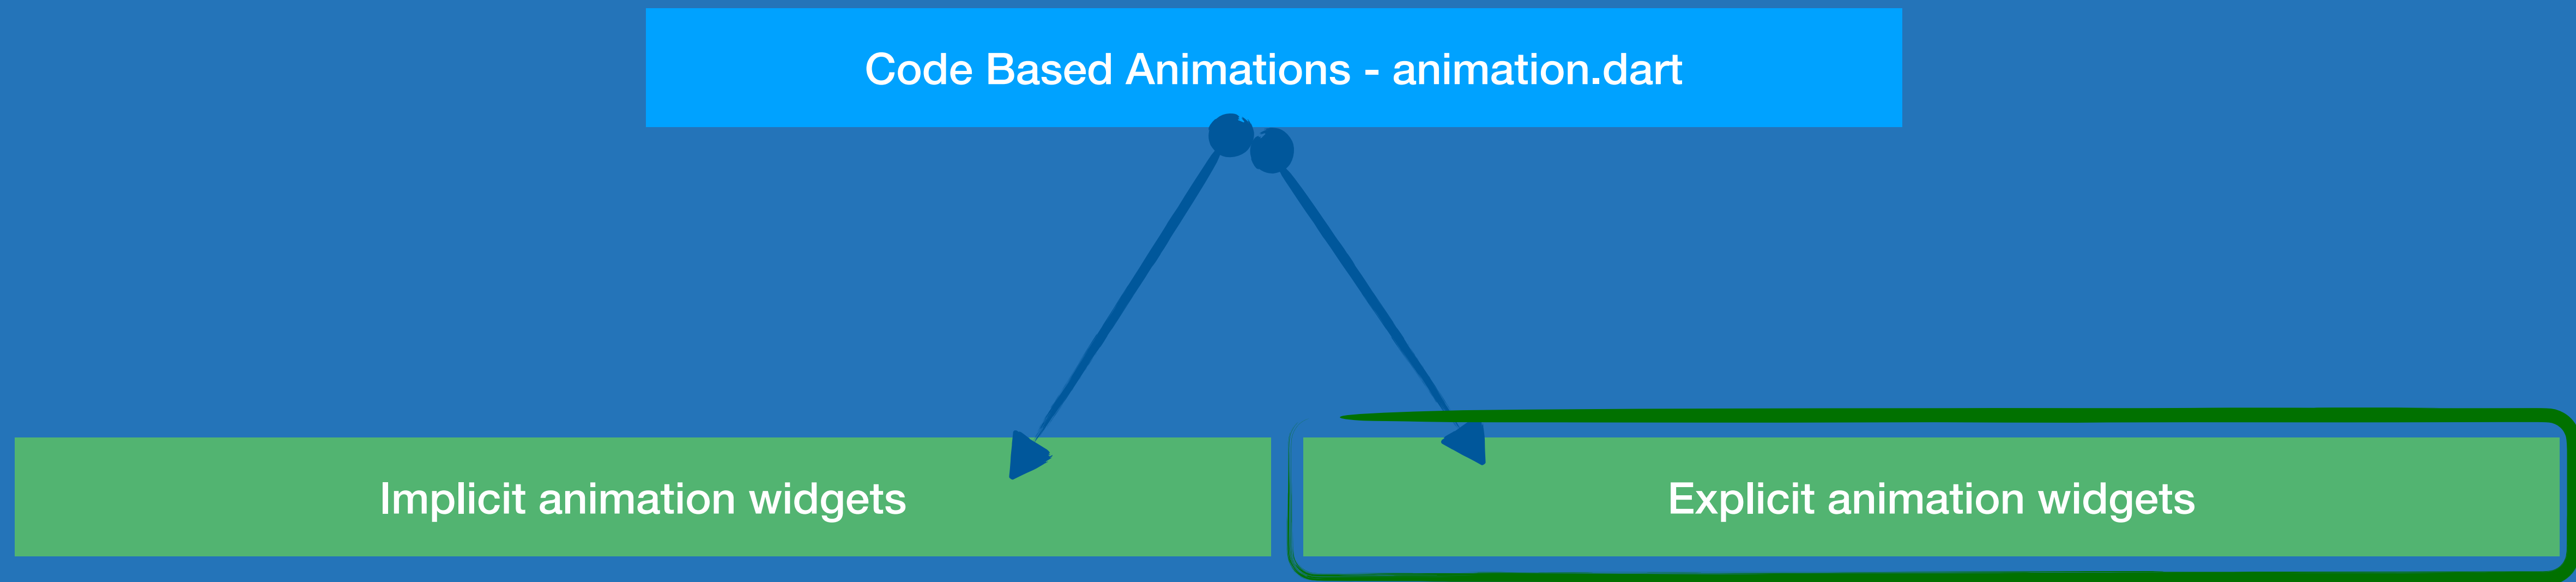 Code Based Animations - animation.dart
Implicit animation widgets
Explicit animation widgets